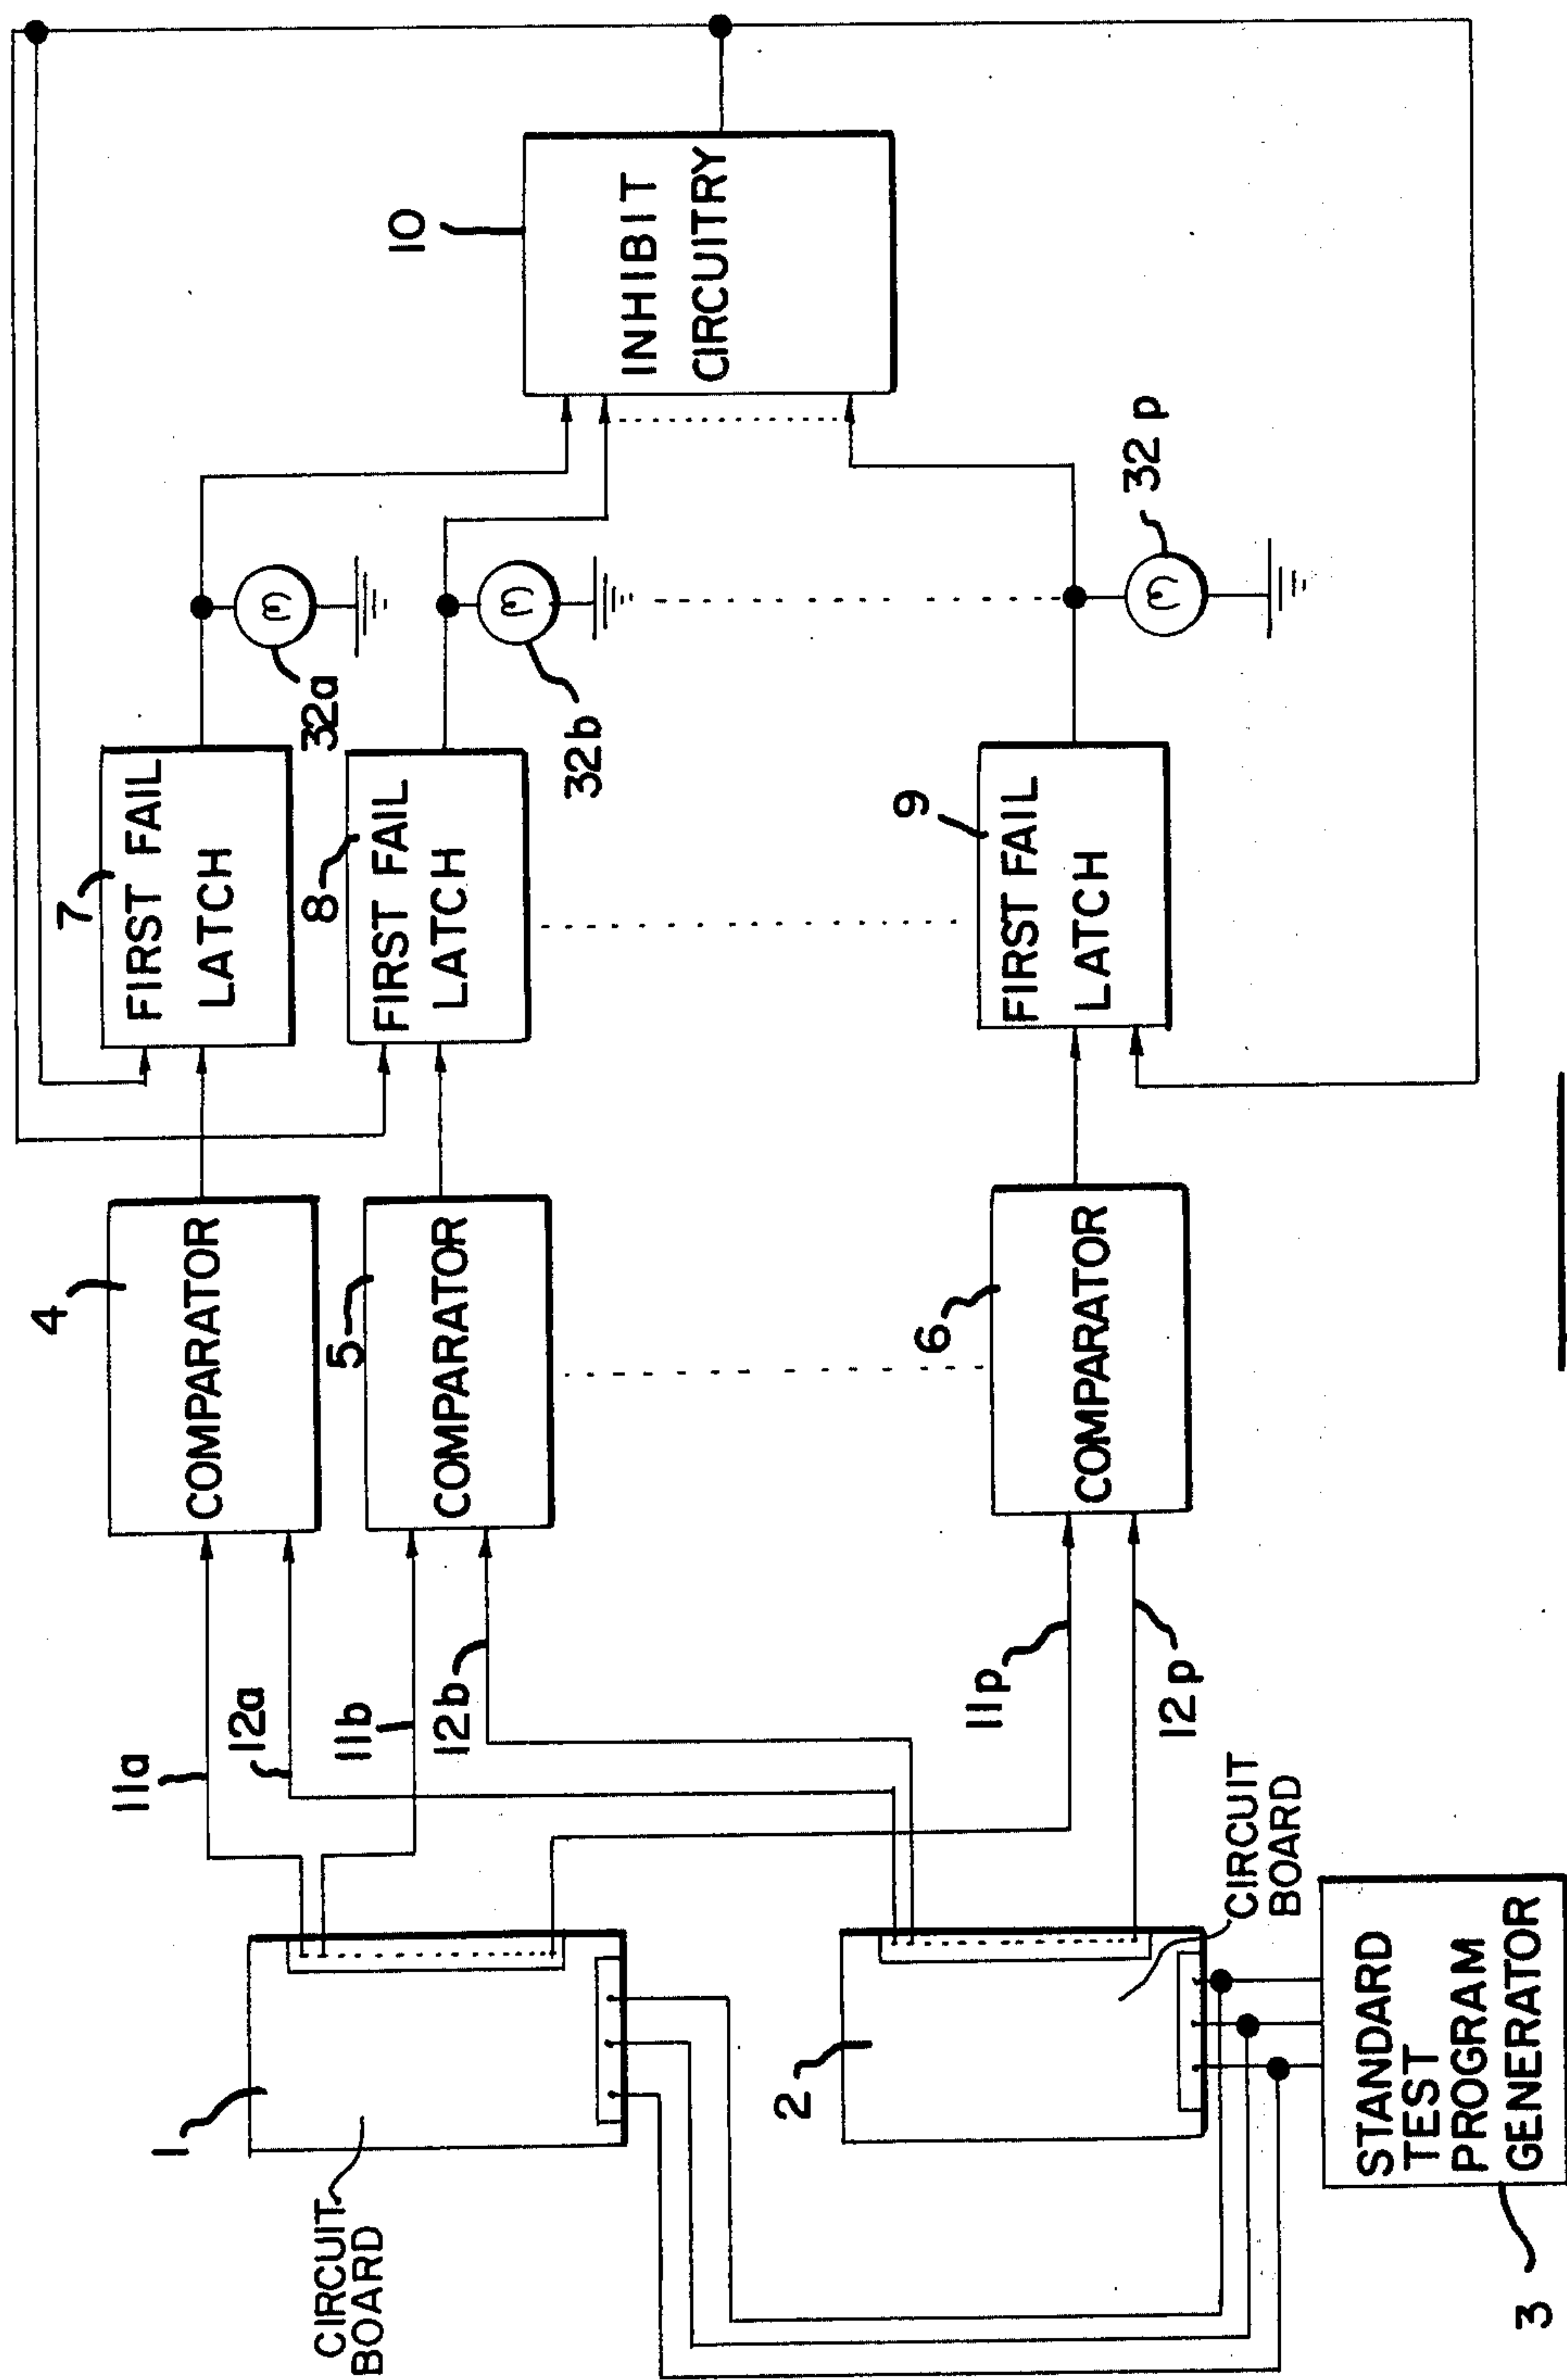 11a
12a
11b
12b
11p
12p
1
CIRCUIT
BOARD
2
CIRCUIT
BOARD
3
STANDARD
TEST
PROGRAM
GENERATOR
4
COMPARATOR
5
COMPARATOR
6
COMPARATOR
7
FIRST FAIL
LATCH
8
FIRST FAIL
LATCH
9
FIRST FAIL
LATCH
32a
32b
32p
10
INHIBIT
CIRCUITRY